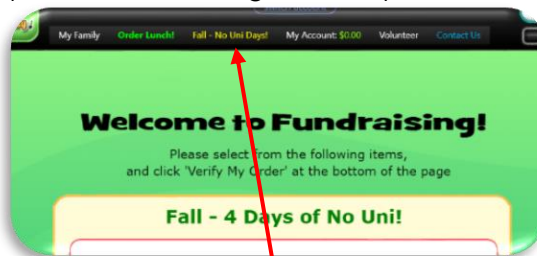 My Family Order Lunch! Fall - No Uni Days! My Account: $0.00 Volunteer Contact Us
Welcome to Fundraising!
Please select from the following items,
and click 'Verify My Order' at the bottom of the page
Fall - 4 Days of No Uni!